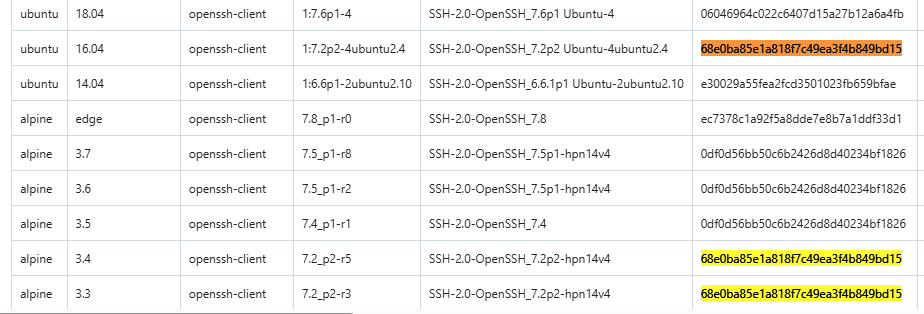 ubuntu 18.04 openssh-client 1:7.6p1-4 SSH-2.0-OpenSSH_7.6p1 Ubuntu-4 06046964c022c6407d15a27b12a6a4fb
ubuntu 16.04 openssh-client 1:7.2p2-4ubuntu2.4 SSH-2.0-OpenSSH_7.2p2 Ubuntu-4ubuntu2.4 68e0ba85e1a818f7c49ea3f4b849bd15
ubuntu 14.04 openssh-client 1:6.6p1-2ubuntu2.10 SSH-2.0-OpenSSH_6.6.1p1 Ubuntu-2ubuntu2.10 e30029a55fea2fcd3501023fb659bfae
alpine edge openssh-client 7.8_p1-r0 SSH-2.0-OpenSSH_7.8 ec7378c1a92f5a8dde7e8b7a1ddf33d1
alpine 3.7 openssh-client 7.5_p1-r8 SSH-2.0-OpenSSH_7.5p1-hpn14v4 0df0d56bb50c6b2426d8d40234bf1826
alpine 3.6 openssh-client 7.5_p1-r2 SSH-2.0-OpenSSH_7.5p1-hpn14v4 0df0d56bb50c6b2426d8d40234bf1826
alpine 3.5 openssh-client 7.4_p1-r1 SSH-2.0-OpenSSH_7.4 0df0d56bb50c6b2426d8d40234bf1826
alpine 3.4 openssh-client 7.2_p2-r5 SSH-2.0-OpenSSH_7.2p2-hpn14v4 68e0ba85e1a818f7c49ea3f4b849bd15
alpine 3.3 openssh-client 7.2_p2-r3 SSH-2.0-OpenSSH_7.2p2-hpn14v4 68e0ba85e1a818f7c49ea3f4b849bd15